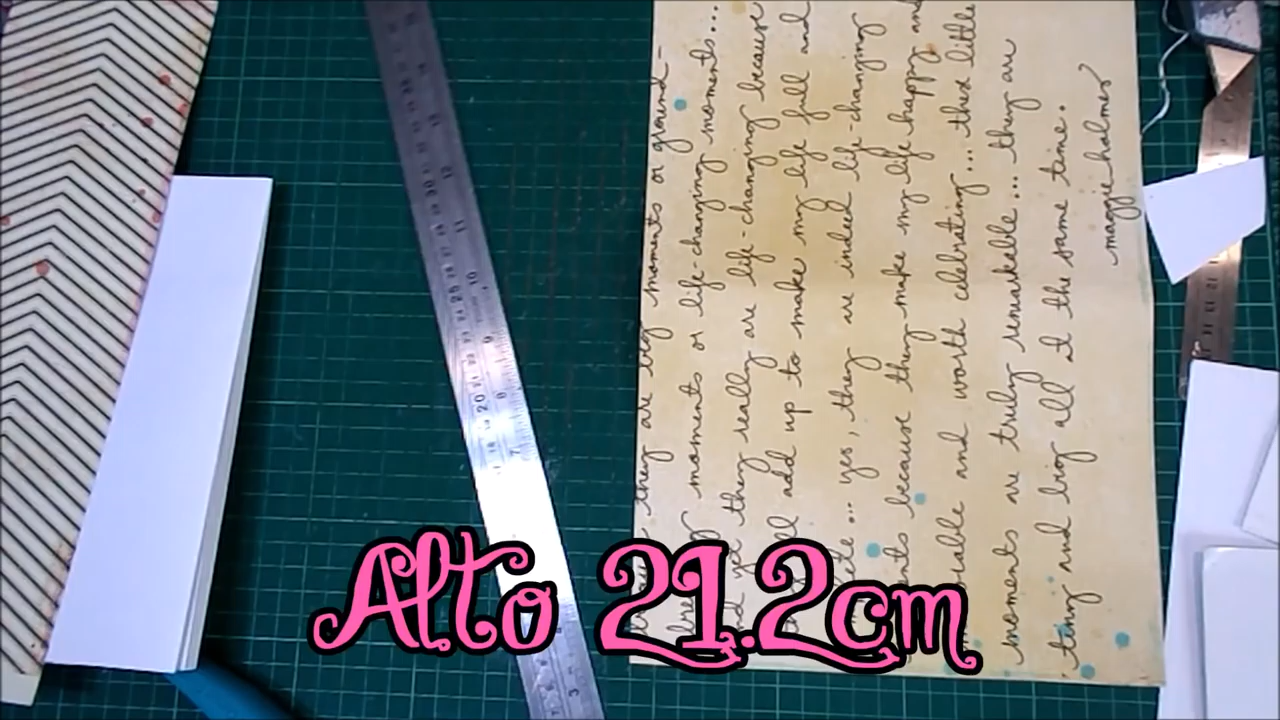 they are big moments or ground-
moments or life-changing moments...
yet they really are life-changing because
add up to make my life full and
... yes, they are indeed life-changing
because they make my life happy and
and worth celebrating... these little
moments are truly remarkable... they are
tiny and big all at the same time.
maggie holmes
Alto 21.2cm